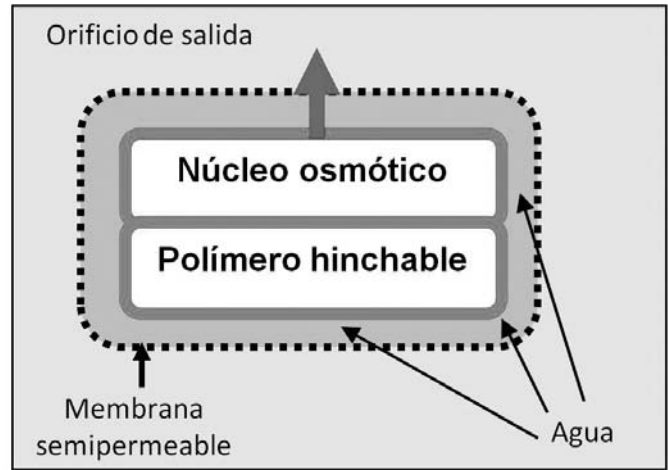 Orificio de salida
Núcleo osmótico
Polímero hinchable
Membrana
semipermeable
Agua